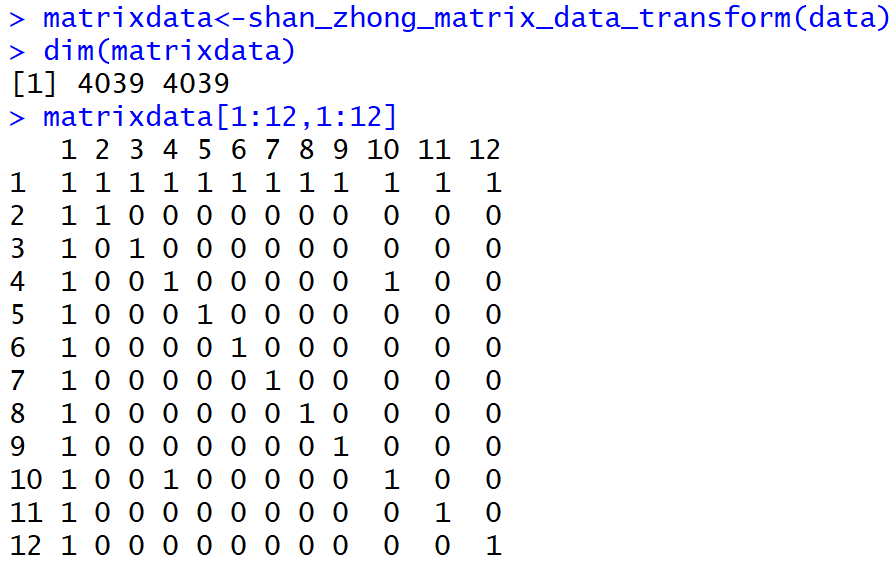 > matrixdata<-shan_zhong_matrix_data_transform(data)
> dim(matrixdata)
[1] 4039 4039
> matrixdata[1:12,1:12]
   1 2 3 4 5 6 7 8 9 10 11 12
1  1 1 1 1 1 1 1 1 1  1  1  1
2  1 1 0 0 0 0 0 0 0  0  0  0
3  1 0 1 0 0 0 0 0 0  0  0  0
4  1 0 0 1 0 0 0 0 0  1  0  0
5  1 0 0 0 1 0 0 0 0  0  0  0
6  1 0 0 0 0 1 0 0 0  0  0  0
7  1 0 0 0 0 0 1 0 0  0  0  0
8  1 0 0 0 0 0 0 1 0  0  0  0
9  1 0 0 0 0 0 0 0 1  0  0  0
10 1 0 0 1 0 0 0 0 0  1  0  0
11 1 0 0 0 0 0 0 0 0  0  1  0
12 1 0 0 0 0 0 0 0 0  0  0  1